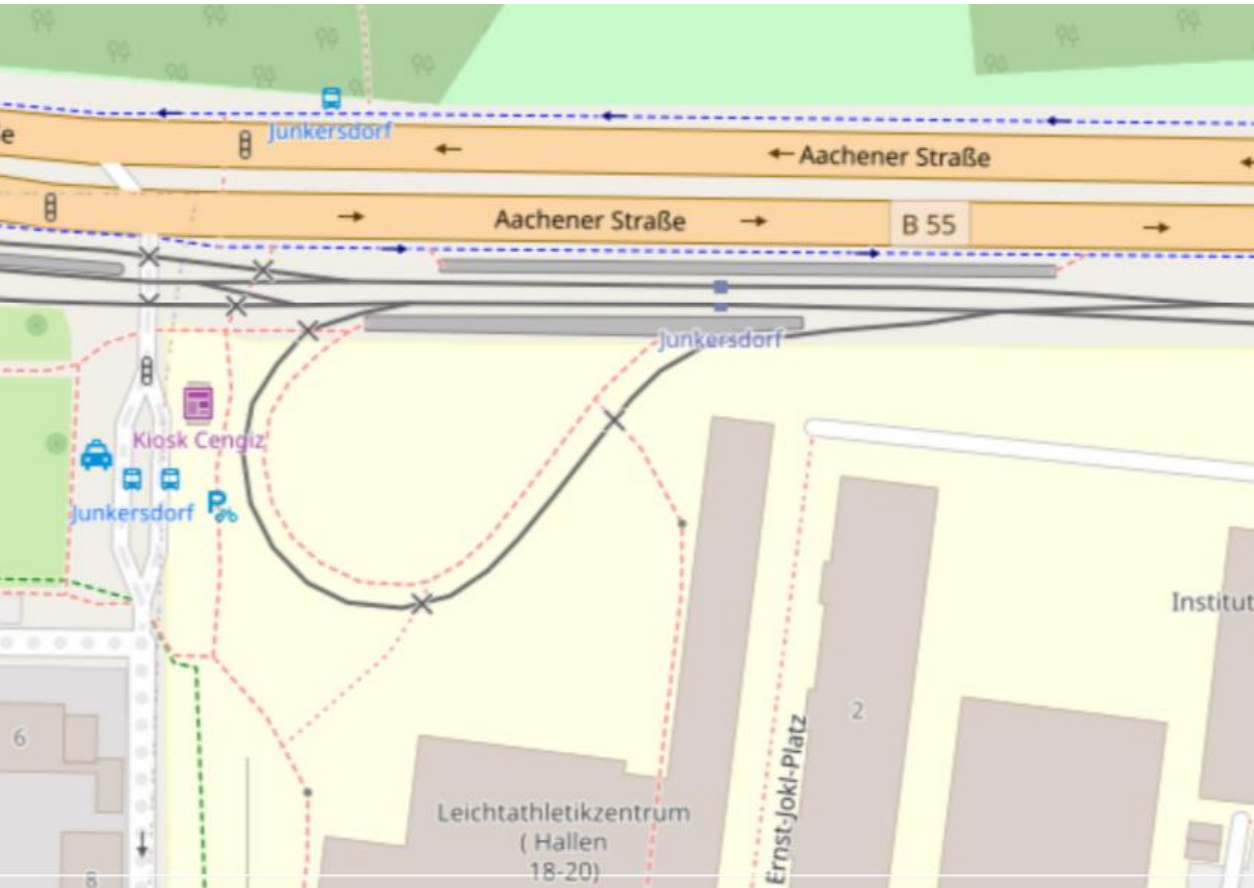 Junkersdorf
e
Aachener Straße
Aachener Straße
B 55
Junkersdorf
Kiosk Cengiz
Junkersdorf
P
Institut
2
6
Ernst-Jokl-Platz
Leichtathletikzentrum
( Hallen
18-20)
8